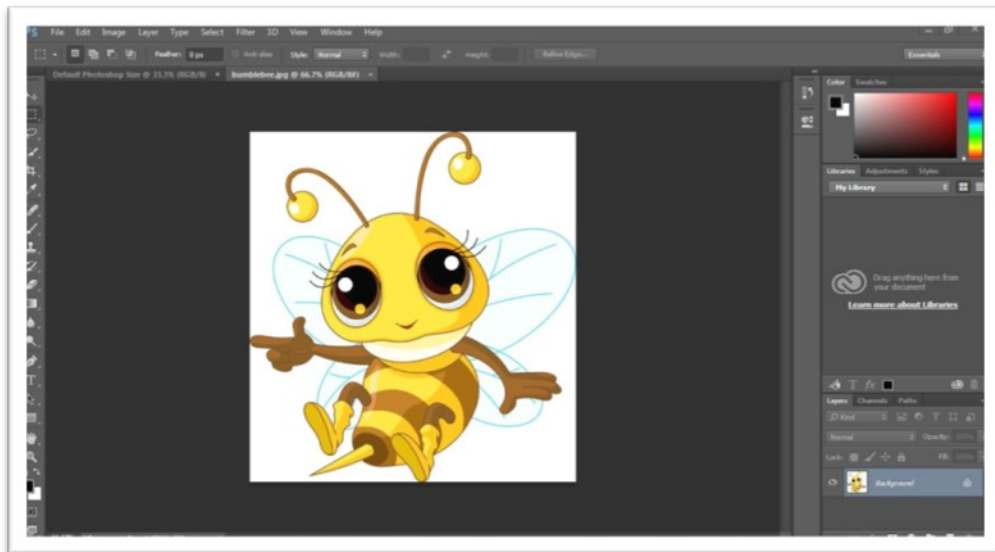 PS File Edit Image Layer Type Select Filter 3D View Window Help
Feather: 0 px Anti-alias Style: Normal Width: Height: Refine Edge... Essentials
Default Photoshop Size @ 33.3% (RGB/8) × bumblebee.jpg @ 66.7% (RGB/8#) ×
Color Swatches
Libraries Adjustments Styles
My Library
Drag anything here from
your document
Learn more about Libraries
Layers Channels Paths
Kind
Normal Opacity: 100%
Lock: Fill: 100%
Background